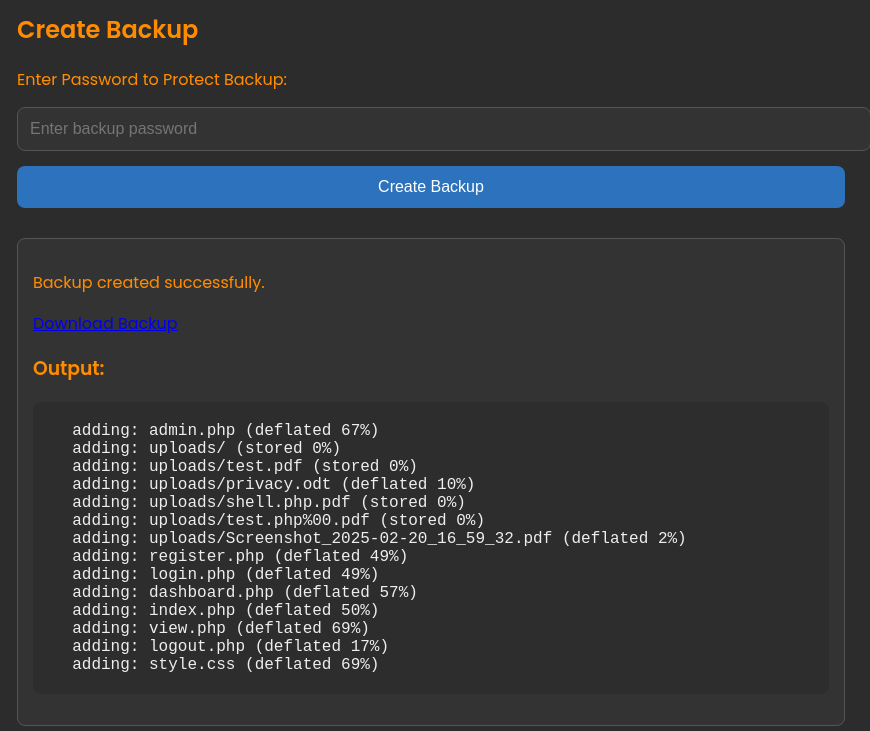 Create Backup
Enter Password to Protect Backup:
Enter backup password
Create Backup
Backup created successfully.
Download Backup
Output:
adding: admin.php (deflated 67%)
adding: uploads/ (stored 0%)
adding: uploads/test.pdf (stored 0%)
adding: uploads/privacy.odt (deflated 10%)
adding: uploads/shell.php.pdf (stored 0%)
adding: uploads/test.php%00.pdf (stored 0%)
adding: uploads/Screenshot_2025-02-20_16_59_32.pdf (deflated 2%)
adding: register.php (deflated 49%)
adding: login.php (deflated 49%)
adding: dashboard.php (deflated 57%)
adding: index.php (deflated 50%)
adding: view.php (deflated 69%)
adding: logout.php (deflated 17%)
adding: style.css (deflated 69%)